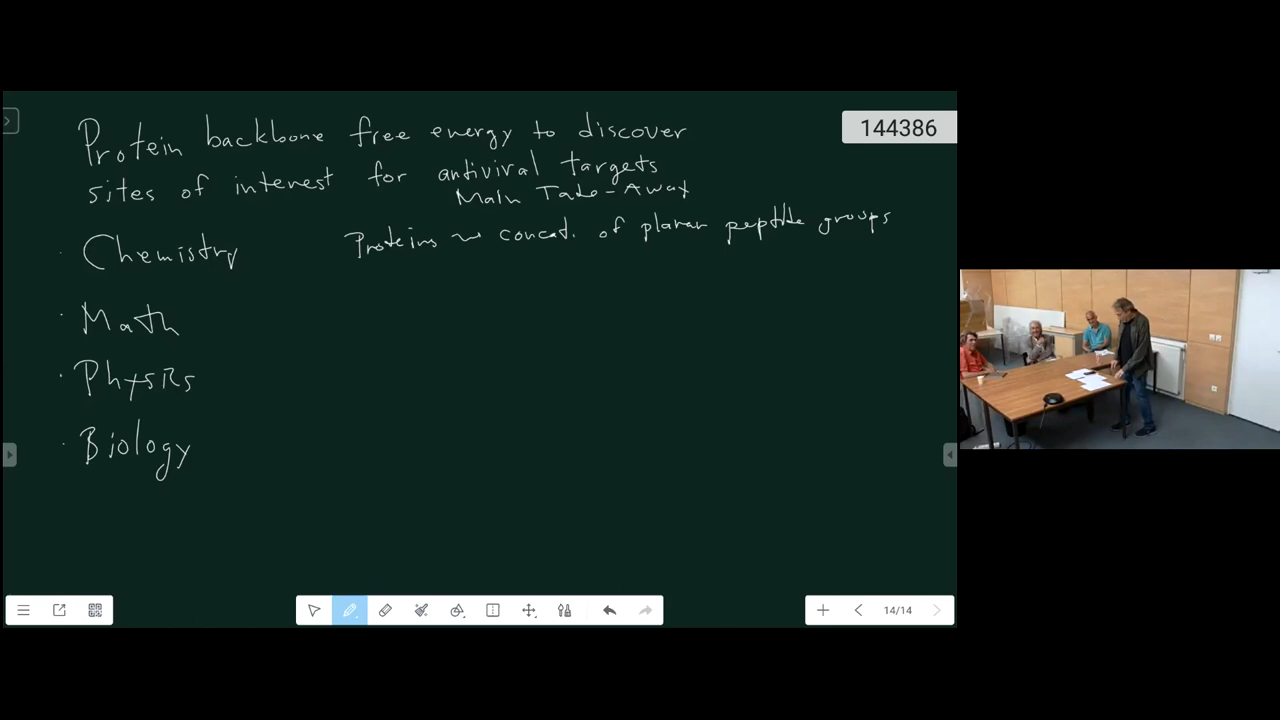 Protein backbone free energy to discover
144386
sites of interest for antiviral targets
Main Take-Away
· Chemistry
Proteins ~ concat. of planar peptide groups
· Math
· Physics
· Biology
14/14